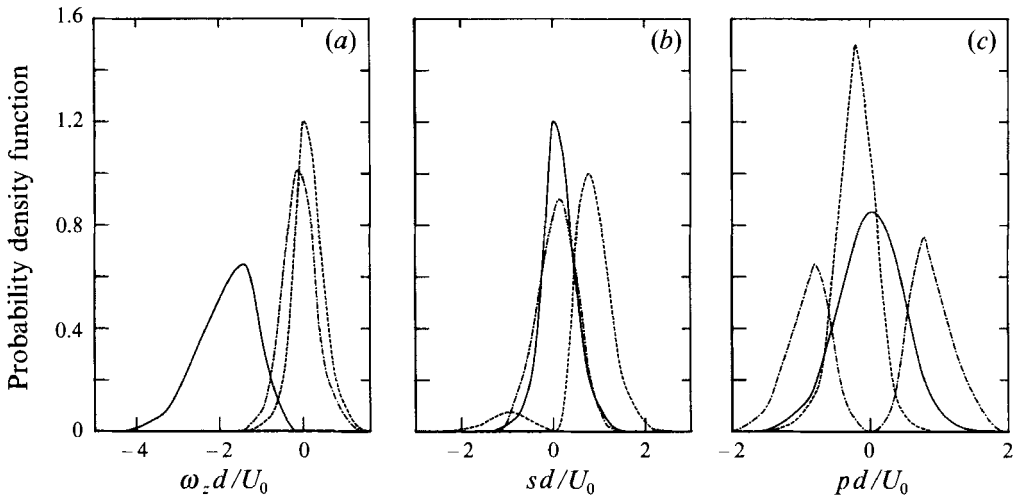 Probability density function
1.6
1.2
0.8
0.4
0
(a)
(b)
(c)
−4 −2 0
−2 0 2
−2 0 2
ω_z d/U_0
sd/U_0
pd/U_0